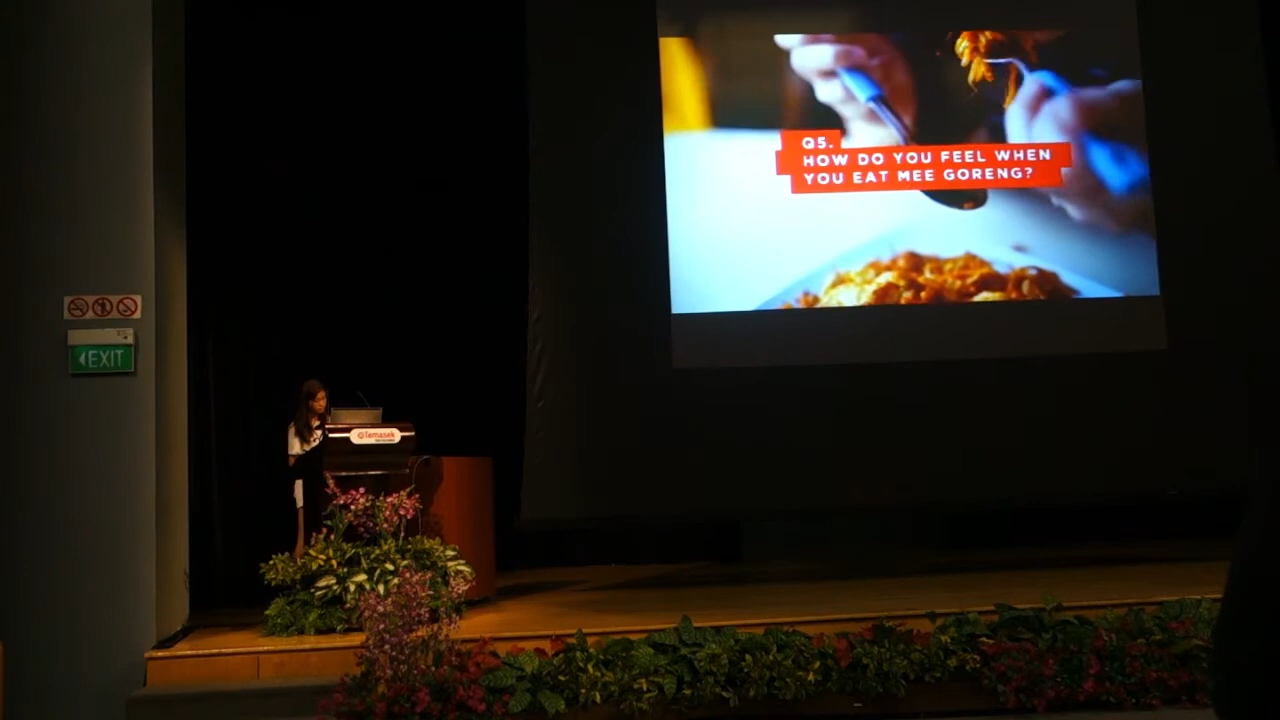 Q5.
HOW DO YOU FEEL WHEN
YOU EAT MEE GORENG?
EXIT
Temasek